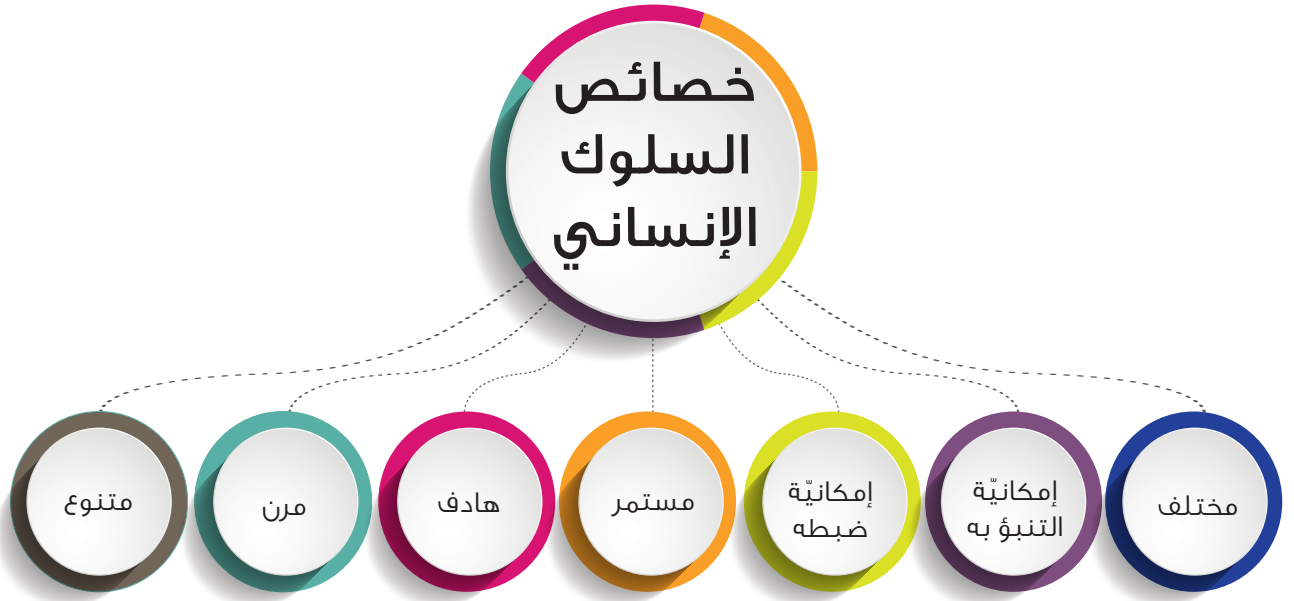 خصائص
السلوك
الإنساني
مختلف
إمكانيّة
التنبؤ به
إمكانيّة
ضبطه
مستمر
هادف
مرن
متنوع